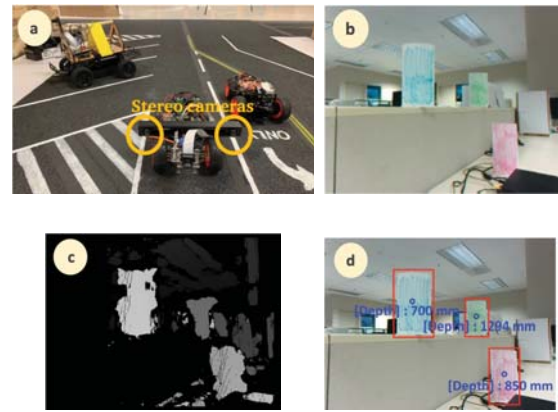 a
Stereo cameras
ONLY
b
c
d
[Depth] : 700 mm
[Depth] : 1294 mm
[Depth] : 850 mm